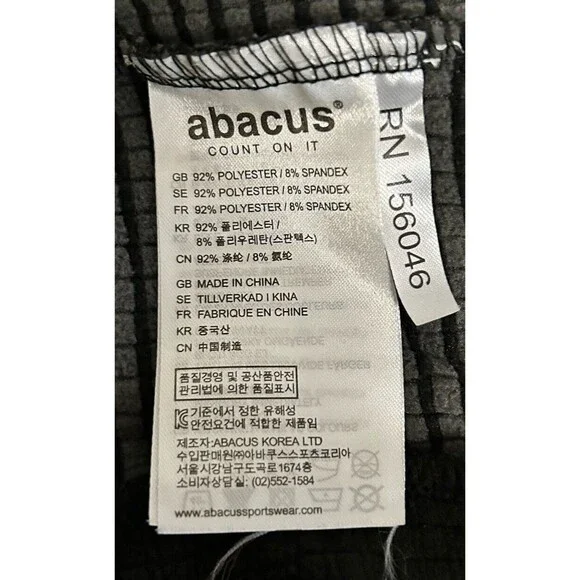 abacus®
COUNT ON IT
GB 92% POLYESTER / 8% SPANDEX
SE 92% POLYESTER / 8% SPANDEX
FR 92% POLYESTER / 8% SPANDEX
KR 92% 폴리에스터 /
8% 폴리우레탄(스판텍스)
CN 92% 涤纶 / 8% 氨纶
GB MADE IN CHINA
SE TILLVERKAD I KINA
FR FABRIQUE EN CHINE
KR 중국산
CN 中国制造
품질경영 및 공산품안전
관리법에 의한 품질표시
기준에서 정한 유해성
안전요건에 적합한 제품임
제조자:ABACUS KOREA LTD
수입판매원㈜아바쿠스스포츠코리아
서울시강남구도곡로1674층
소비자상담실: (02)552-1584
www.abacussportswear.com
RN 156046